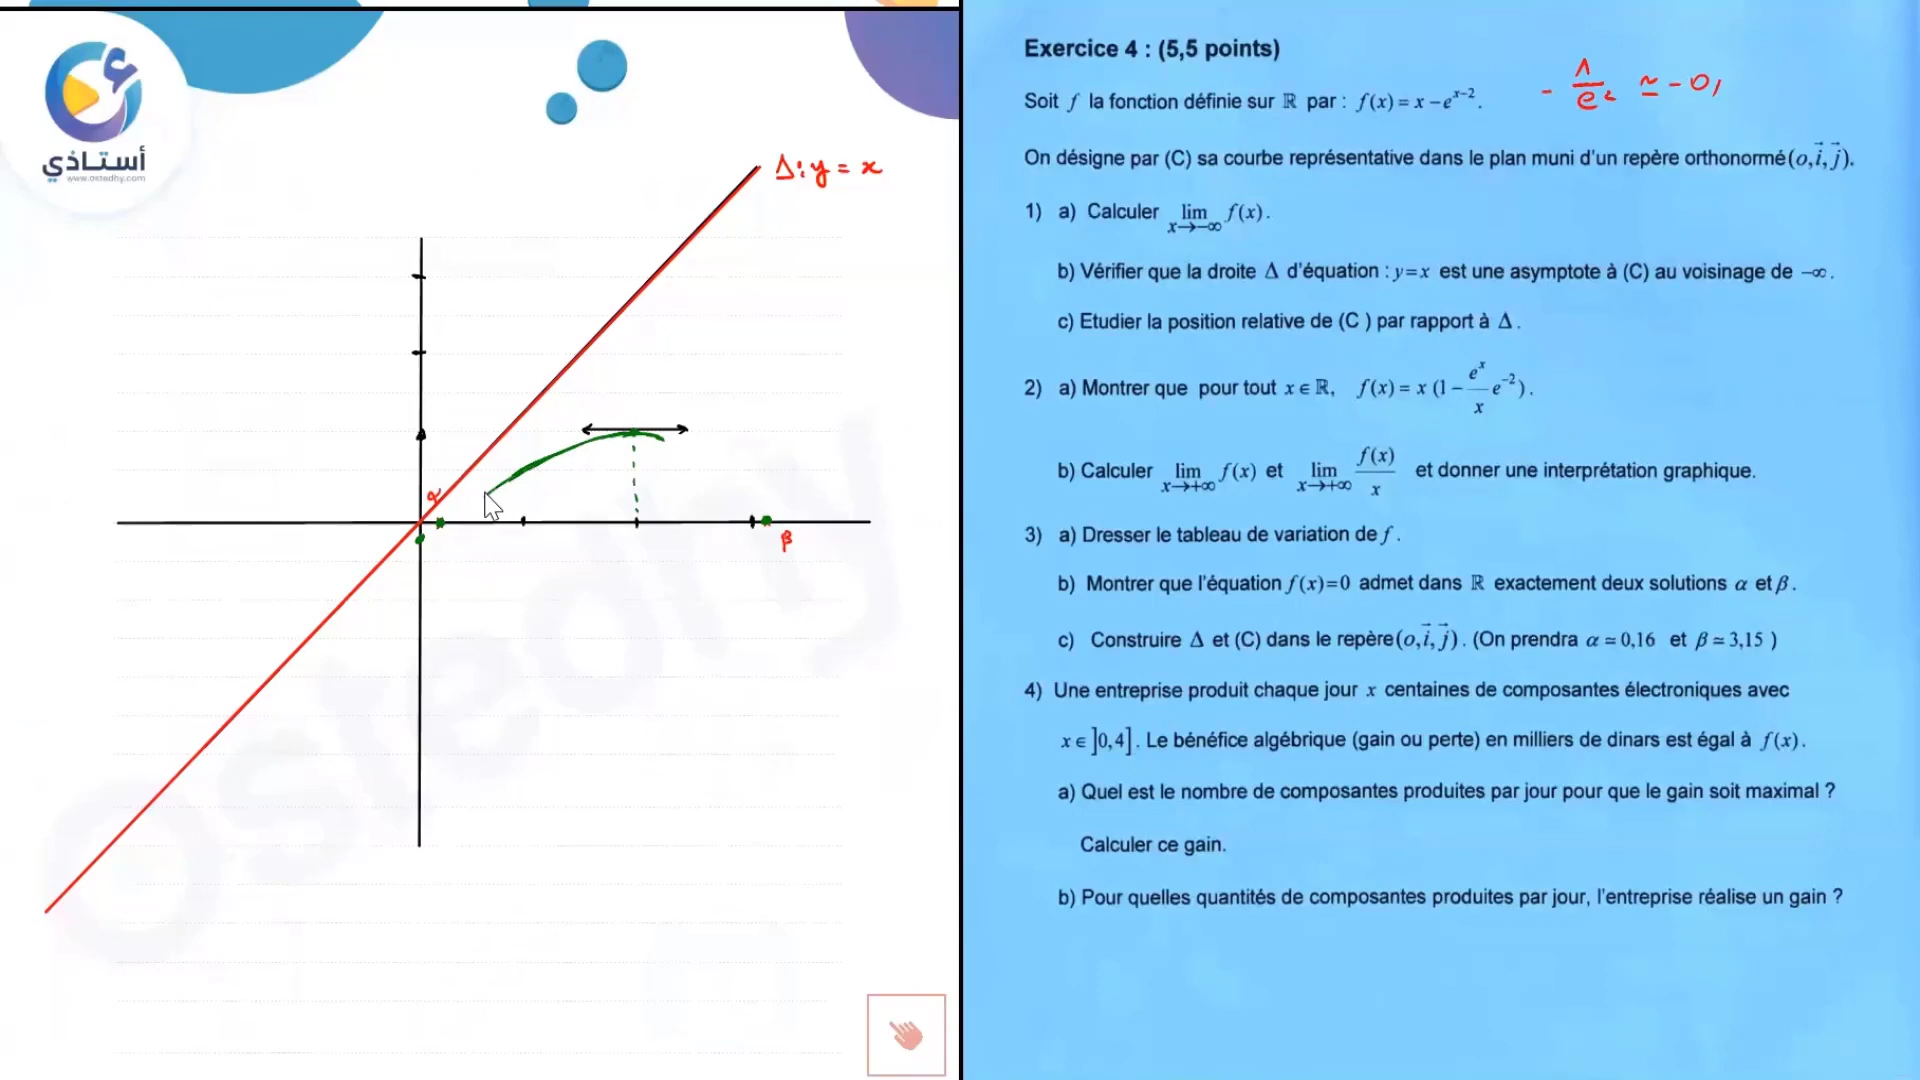 أستاذي
www.ostedhy.com
Δ: y = x
α
β
Ostedhy
Exercice 4 : (5,5 points)
Soit f la fonction définie sur ℝ par : f(x) = x − e^{x−2}.
- 1/e² ≃ - 0,
On désigne par (C) sa courbe représentative dans le plan muni d'un repère orthonormé (o, i⃗, j⃗).
1) a) Calculer lim_{x→−∞} f(x).
b) Vérifier que la droite Δ d'équation : y = x est une asymptote à (C) au voisinage de −∞.
c) Etudier la position relative de (C ) par rapport à Δ.
2) a) Montrer que pour tout x ∈ ℝ, f(x) = x (1 − e^x/x e^{−2}).
b) Calculer lim_{x→+∞} f(x) et lim_{x→+∞} f(x)/x et donner une interprétation graphique.
3) a) Dresser le tableau de variation de f.
b) Montrer que l'équation f(x)=0 admet dans ℝ exactement deux solutions α et β.
c) Construire Δ et (C) dans le repère (o, i⃗, j⃗). (On prendra α ≃ 0,16 et β ≃ 3,15 )
4) Une entreprise produit chaque jour x centaines de composantes électroniques avec
x ∈ ]0,4]. Le bénéfice algébrique (gain ou perte) en milliers de dinars est égal à f(x).
a) Quel est le nombre de composantes produites par jour pour que le gain soit maximal ?
Calculer ce gain.
b) Pour quelles quantités de composantes produites par jour, l'entreprise réalise un gain ?